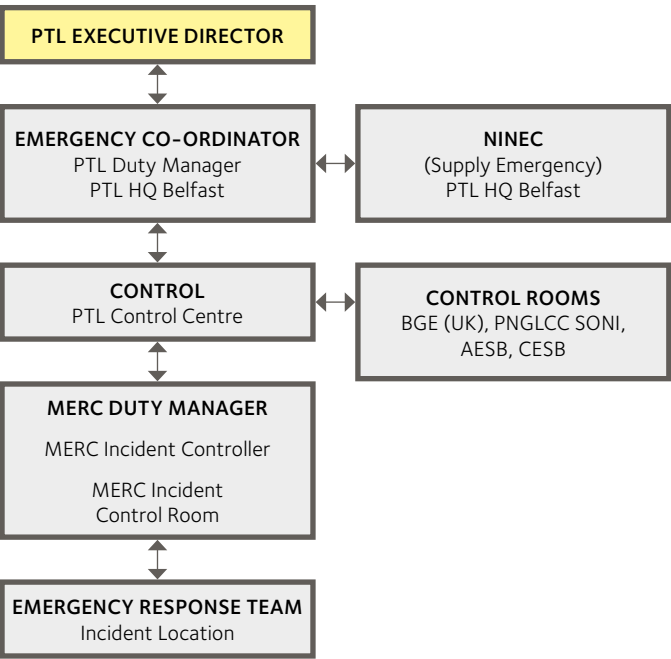 PTL EXECUTIVE DIRECTOR
EMERGENCY CO-ORDINATOR
PTL Duty Manager
PTL HQ Belfast
NINEC
(Supply Emergency)
PTL HQ Belfast
CONTROL
PTL Control Centre
CONTROL ROOMS
BGE (UK), PNGLCC SONI,
AESB, CESB
MERC DUTY MANAGER
MERC Incident Controller
MERC Incident
Control Room
EMERGENCY RESPONSE TEAM
Incident Location